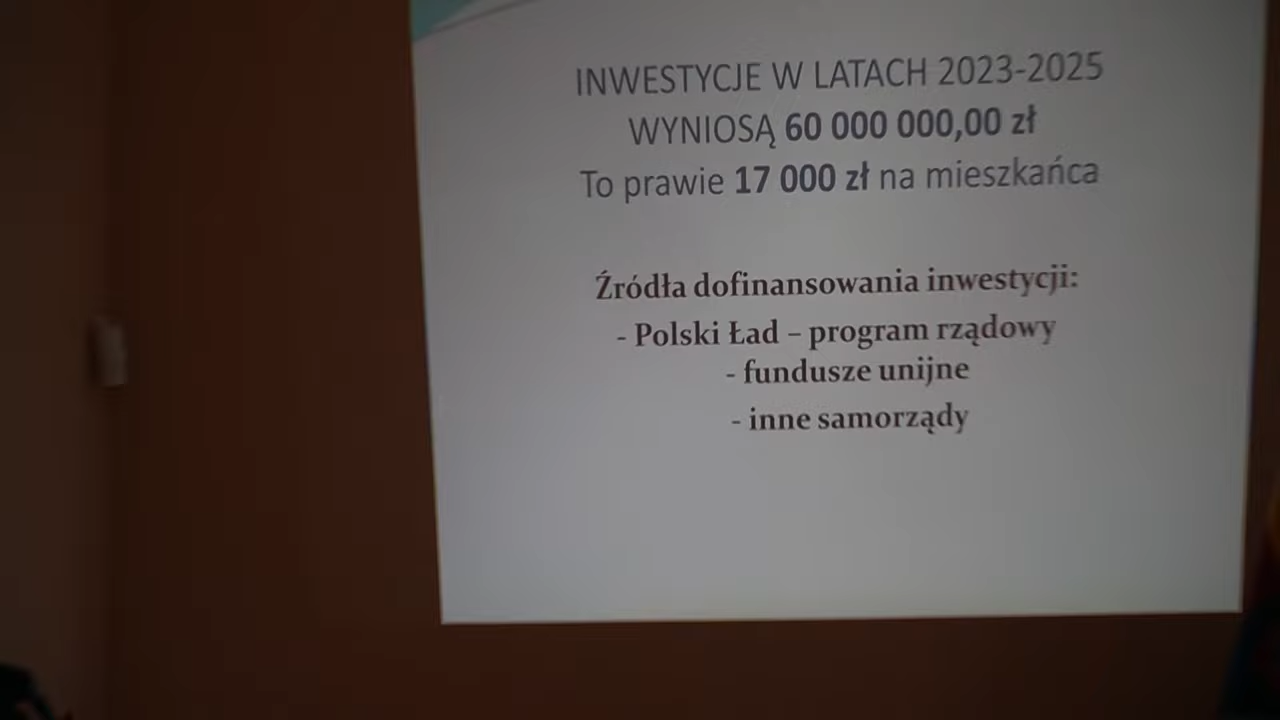 INWESTYCJE W LATACH 2023-2025
WYNIOSĄ 60 000 000,00 zł
To prawie 17 000 zł na mieszkańca
Źródła dofinansowania inwestycji:
- Polski Ład – program rządowy
- fundusze unijne
- inne samorządy